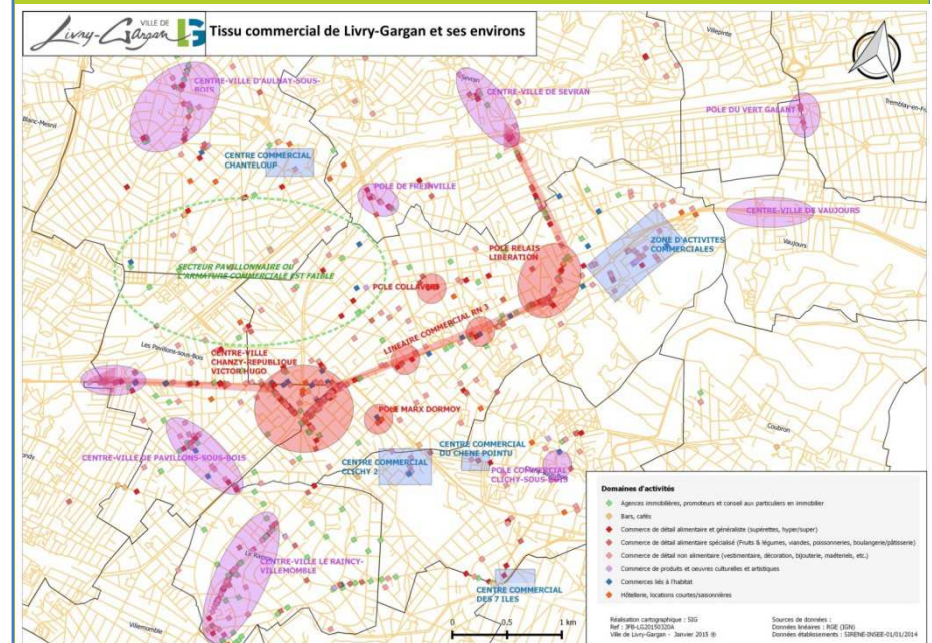 Livry-Gargan
VILLE DE
LG
Tissu commercial de Livry-Gargan et ses environs
Villepinte
CENTRE-VILLE D'AULNAY-SOUS-
BOIS
Sevran
CENTRE-VILLE DE SEVRAN
POLE DU VERT GALANT
Tremblay-en-Fr
Blanc-Mesnil
CENTRE COMMERCIAL
CHANTELOUP
POLE DE FREINVILLE
CENTRE-VILLE DE VAUJOURS
ZONE D'ACTIVITES
COMMERCIALES
Vaujours
POLE RELAIS
LIBERATION
SECTEUR PAVILLONNAIRE OU
L'ARMATURE COMMERCIALE EST FAIBLE
POLE COLLAVERI
LINEAIRE COMMERCIAL RN 3
Les Pavillons-sous-Bois
CENTRE-VILLE
CHANZY-REPUBLIQUE
VICTOR HUGO
POLE MARX DORMOY
Coubron
CENTRE-VILLE DE PAVILLONS-SOUS-BOIS
ondy
CENTRE COMMERCIAL
DU CHENE POINTU
CENTRE COMMERCIAL
CLICHY 2
POLE COMMERCIAL
CLICHY-SOUS-BOIS
CENTRE-VILLE LE RAINCY-
VILLEMOMBLE
CENTRE COMMERCIAL
DES 7 ILES
Villemomble
0 0.5 1 km
Domaines d'activités
Agences immobilières, promoteurs et conseil aux particuliers en immobilier
Bars, cafés
Commerce de détail alimentaire et généraliste (supérettes, hyper/super)
Commerce de détail alimentaire spécialisé (Fruits & légumes, viandes, poissonneries, boulangerie/pâtisserie)
Commerce de détail non alimentaire (vestimentaire, décoration, bijouterie, matériels, etc.)
Commerce de produits et oeuvres culturelles et artistiques
Commerces liés à l'habitat
Hôtellerie, locations courtes/saisonnières
Réalisation cartographique : SIG
Ref : JFB-LG20150320A
Ville de Livry-Gargan - Janvier 2015 ®
Sources de données :
Données linéaires : RGE (IGN)
Données établissements : SIRENE-INSEE-01/01/2014